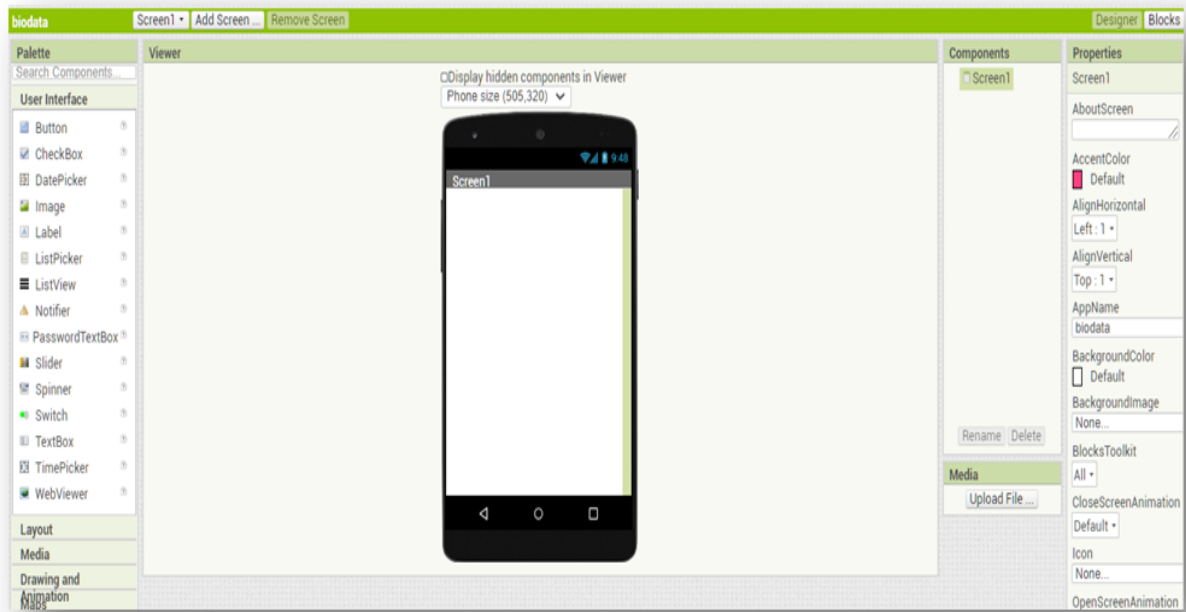 biodata
Screen1
Add Screen ...
Remove Screen
Designer
Blocks
Palette
Search Components...
User Interface
Button
CheckBox
DatePicker
Image
Label
ListPicker
ListView
Notifier
PasswordTextBox
Slider
Spinner
Switch
TextBox
TimePicker
WebViewer
Layout
Media
Drawing and
Animation
Maps
Viewer
Display hidden components in Viewer
Phone size (505,320)
9:48
Screen1
Components
Screen1
Rename
Delete
Media
Upload File ...
Properties
Screen1
AboutScreen
AccentColor
Default
AlignHorizontal
Left : 1
AlignVertical
Top : 1
AppName
biodata
BackgroundColor
Default
BackgroundImage
None...
BlocksToolkit
All
CloseScreenAnimation
Default
Icon
None...
OpenScreenAnimation